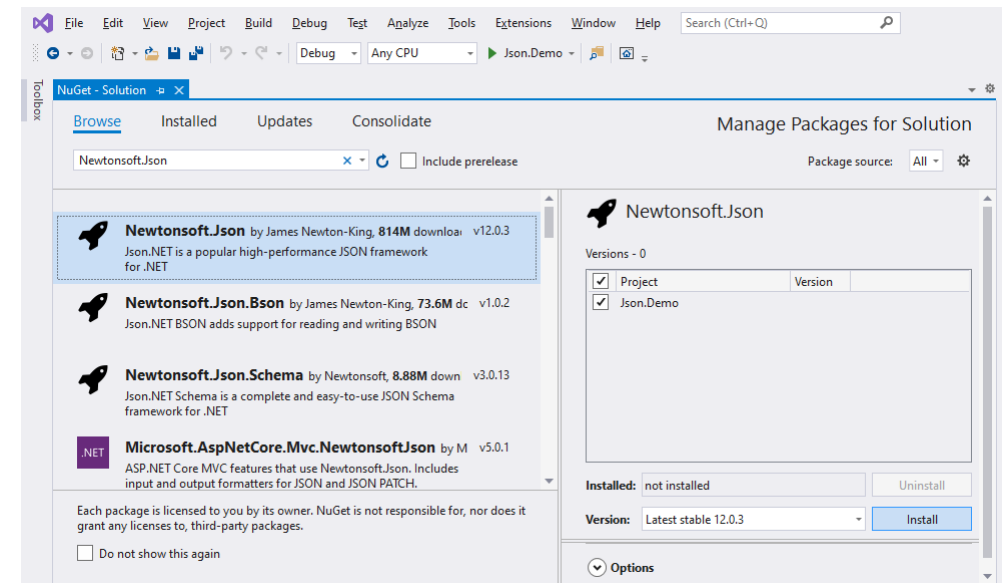 File Edit View Project Build Debug Test Analyze Tools Extensions Window Help Search (Ctrl+Q)
Debug Any CPU Json.Demo
Toolbox
NuGet - Solution
Browse Installed Updates Consolidate
Manage Packages for Solution
Newtonsoft.Json
Include prerelease
Package source: All
Newtonsoft.Json by James Newton-King, 814M downloa v12.0.3
Json.NET is a popular high-performance JSON framework
for .NET
Newtonsoft.Json.Bson by James Newton-King, 73.6M dc v1.0.2
Json.NET BSON adds support for reading and writing BSON
Newtonsoft.Json.Schema by Newtonsoft, 8.88M down v3.0.13
Json.NET Schema is a complete and easy-to-use JSON Schema
framework for .NET
.NET
Microsoft.AspNetCore.Mvc.NewtonsoftJson by M v5.0.1
ASP.NET Core MVC features that use Newtonsoft.Json. Includes
input and output formatters for JSON and JSON PATCH.
Each package is licensed to you by its owner. NuGet is not responsible for, nor does it
grant any licenses to, third-party packages.
Do not show this again
Newtonsoft.Json
Versions - 0
Project Version
Json.Demo
Installed: not installed Uninstall
Version: Latest stable 12.0.3 Install
Options